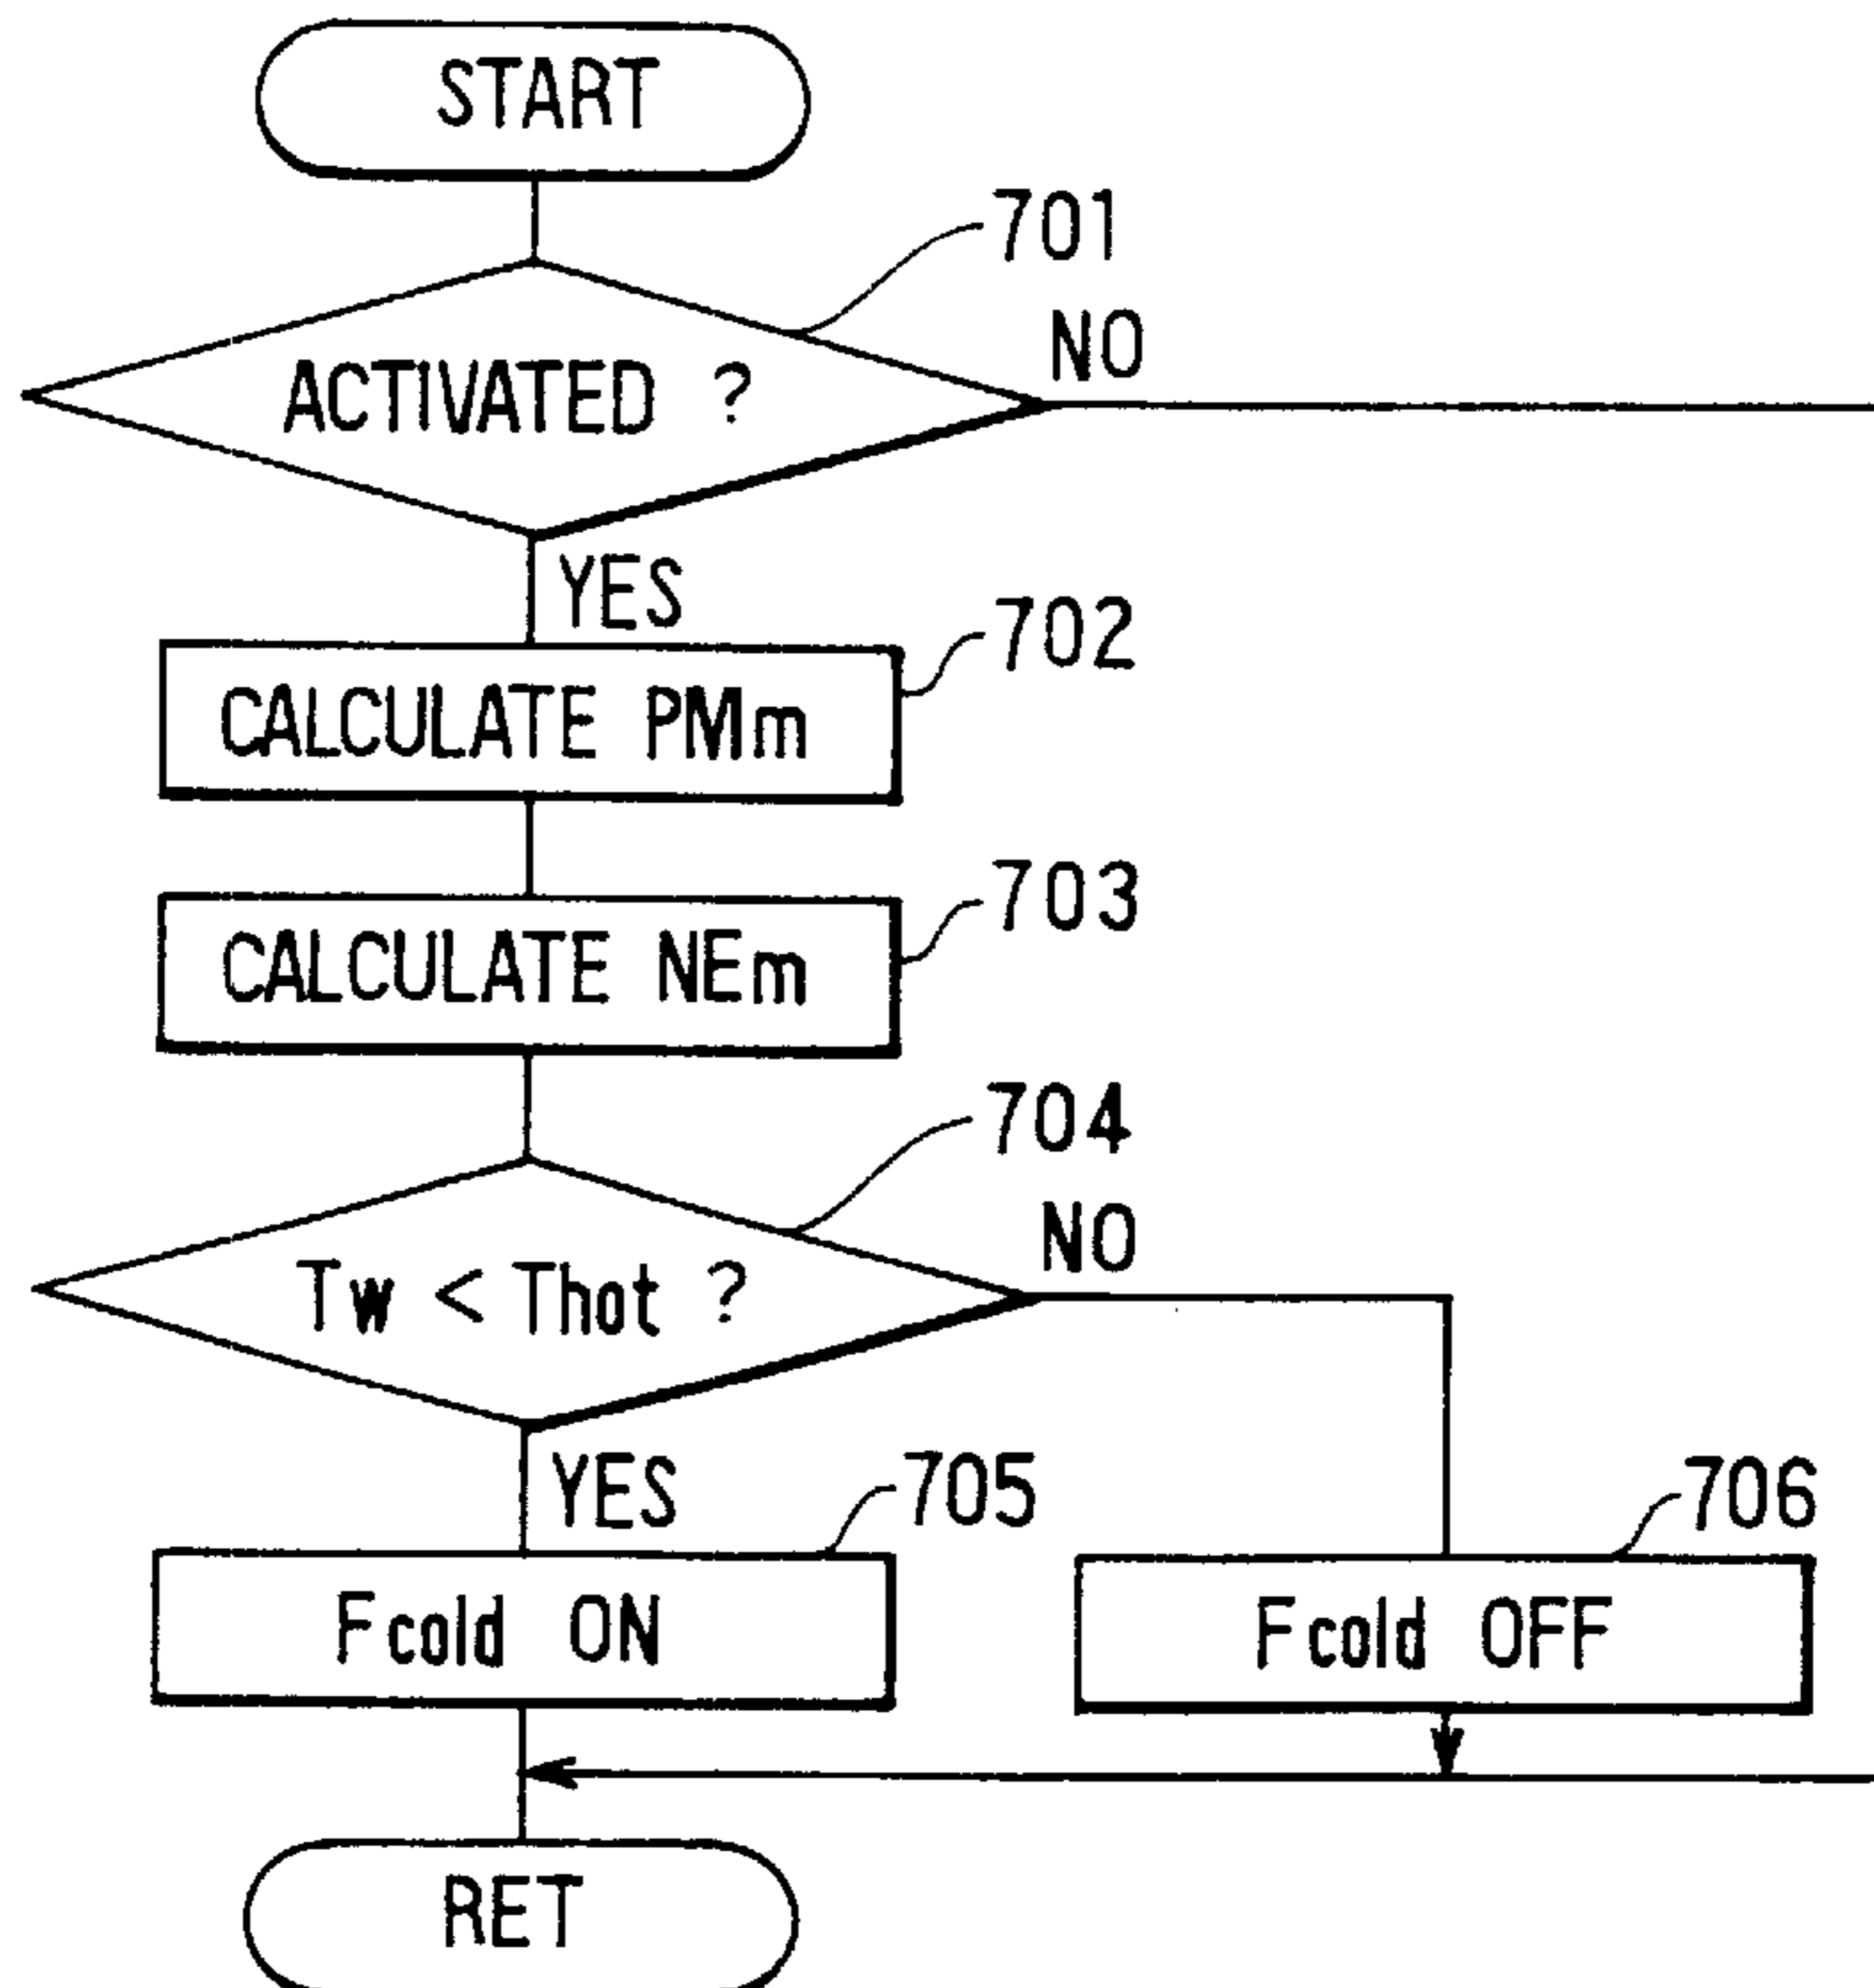 START
701
NO
ACTIVATED ?
YES
702
CALCULATE PMm
703
CALCULATE NEm
704
NO
Tw < Thot ?
YES
705
706
Fcold ON
Fcold OFF
RET